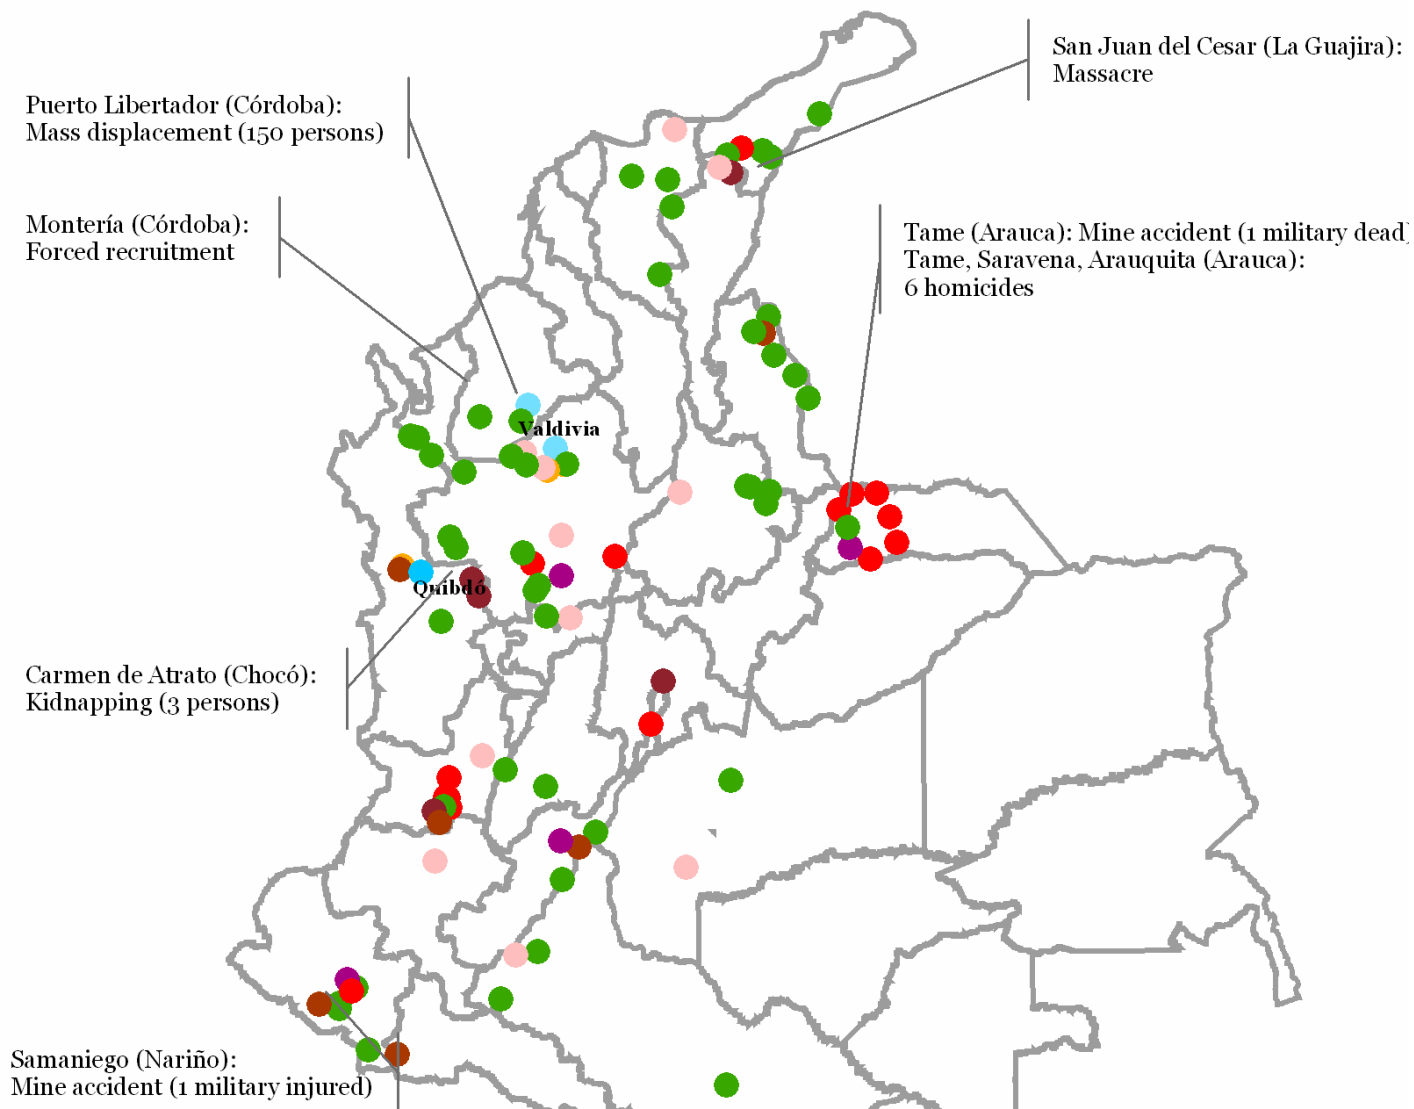 San Juan del Cesar (La Guajira):
Massacre
Puerto Libertador (Córdoba):
Mass displacement (150 persons)
Montería (Córdoba):
Forced recruitment
Tame (Arauca): Mine accident (1 military dead)
Tame, Saravena, Arauquita (Arauca):
6 homicides
Valdivia
Quibdó
Carmen de Atrato (Chocó):
Kidnapping (3 persons)
Samaniego (Nariño):
Mine accident (1 military injured)